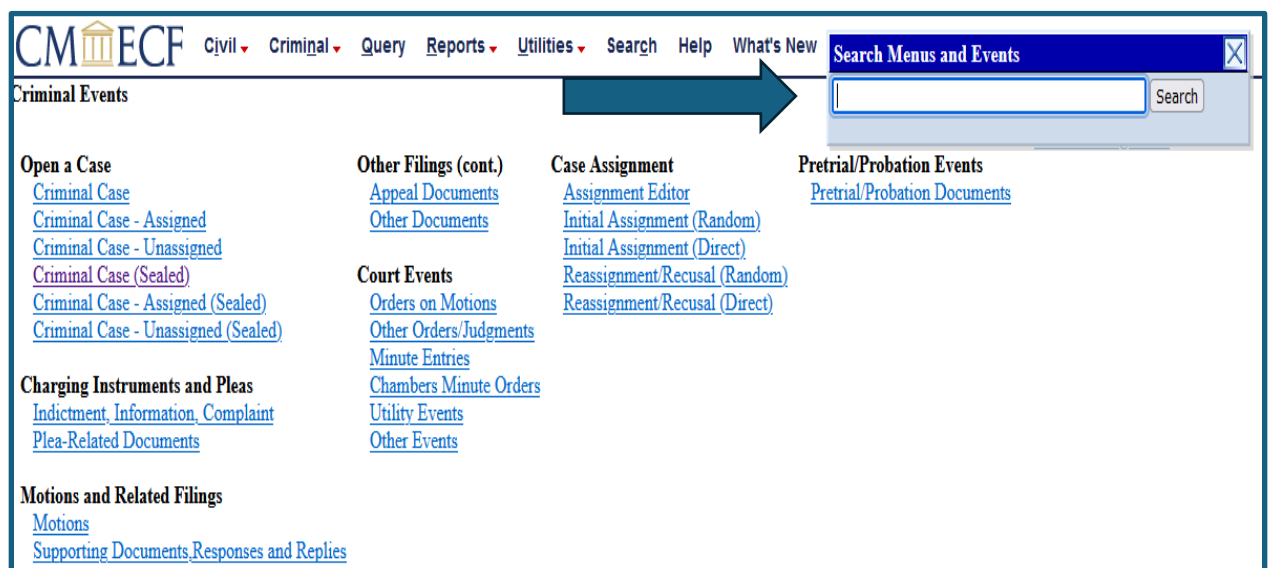 CM ECF Civil Criminal Query Reports Utilities Search Help What's New
Search Menus and Events
Search
Criminal Events
Open a Case
Criminal Case
Criminal Case - Assigned
Criminal Case - Unassigned
Criminal Case (Sealed)
Criminal Case - Assigned (Sealed)
Criminal Case - Unassigned (Sealed)
Charging Instruments and Pleas
Indictment, Information, Complaint
Plea-Related Documents
Motions and Related Filings
Motions
Supporting Documents,Responses and Replies
Other Filings (cont.)
Appeal Documents
Other Documents
Court Events
Orders on Motions
Other Orders/Judgments
Minute Entries
Chambers Minute Orders
Utility Events
Other Events
Case Assignment
Assignment Editor
Initial Assignment (Random)
Initial Assignment (Direct)
Reassignment/Recusal (Random)
Reassignment/Recusal (Direct)
Pretrial/Probation Events
Pretrial/Probation Documents